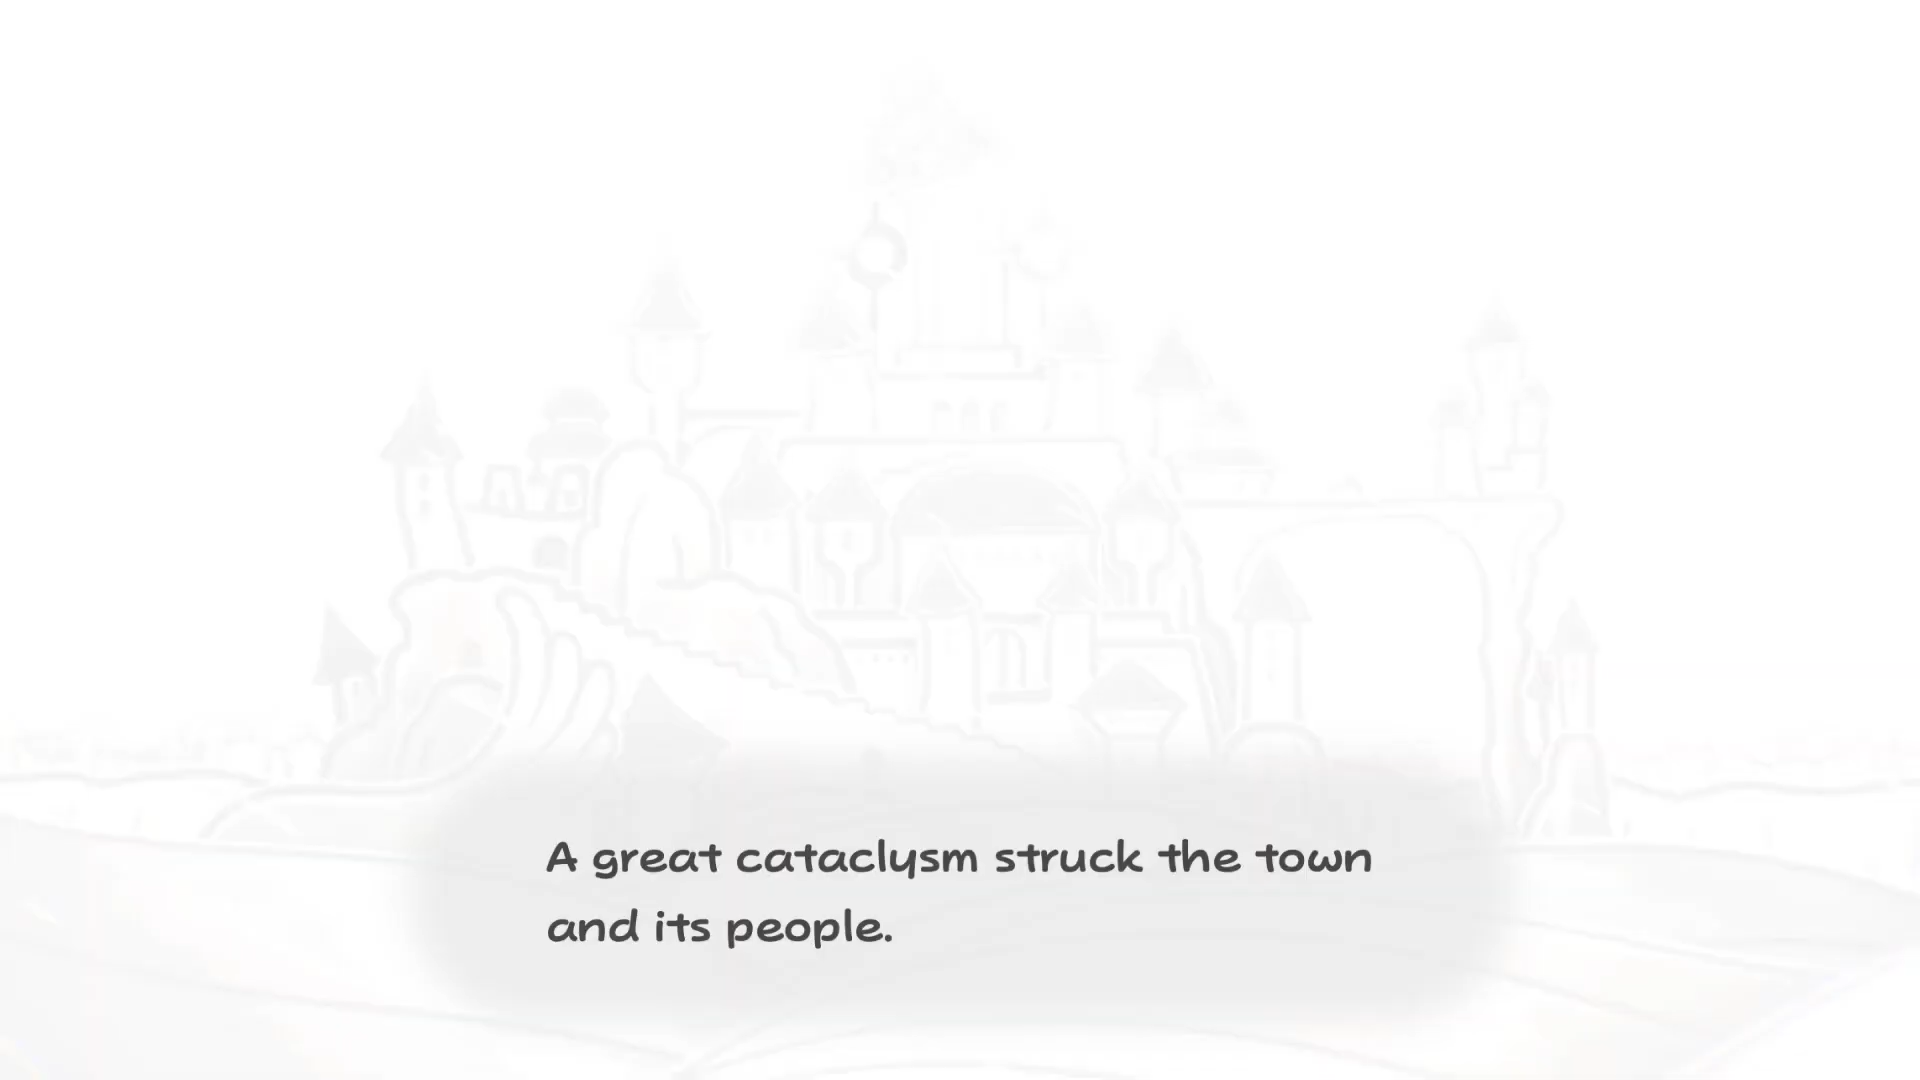 A great cataclysm struck the town
and its people.